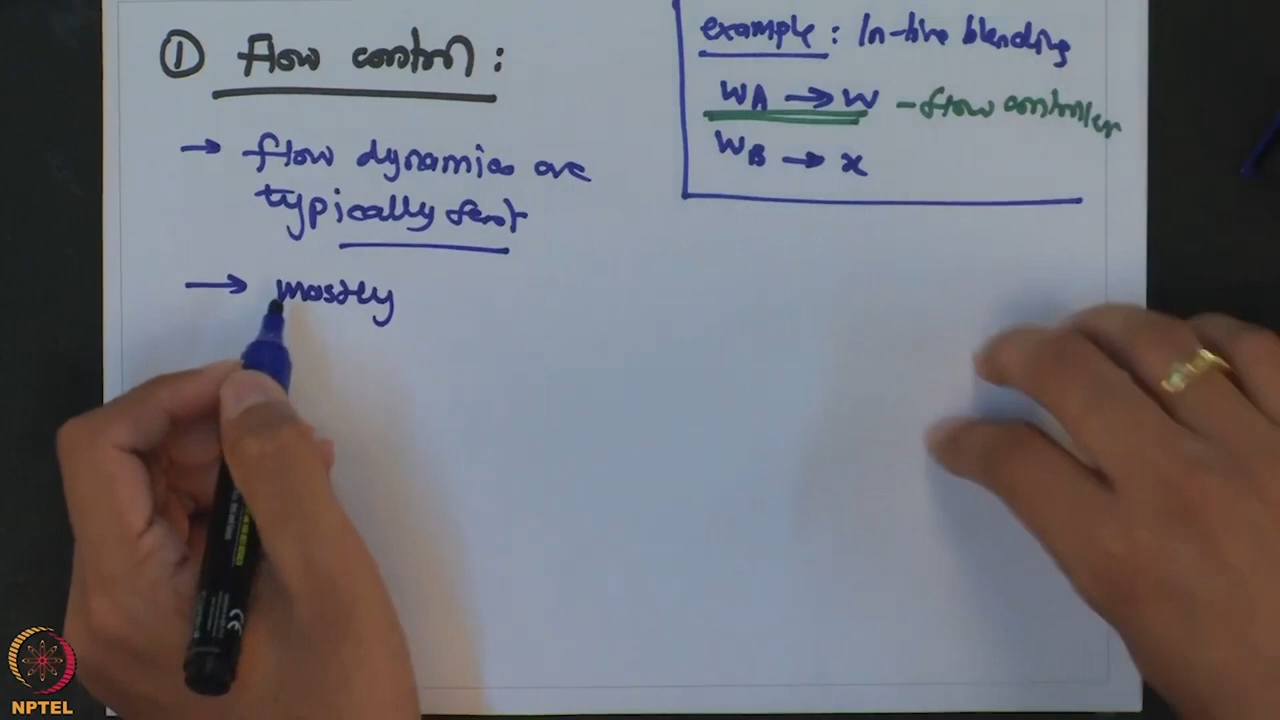 ① flow control:
→ flow dynamics are
typically fast
→ mostly
example: In-line blending
WA → W - flow controller
WB → x
NPTEL